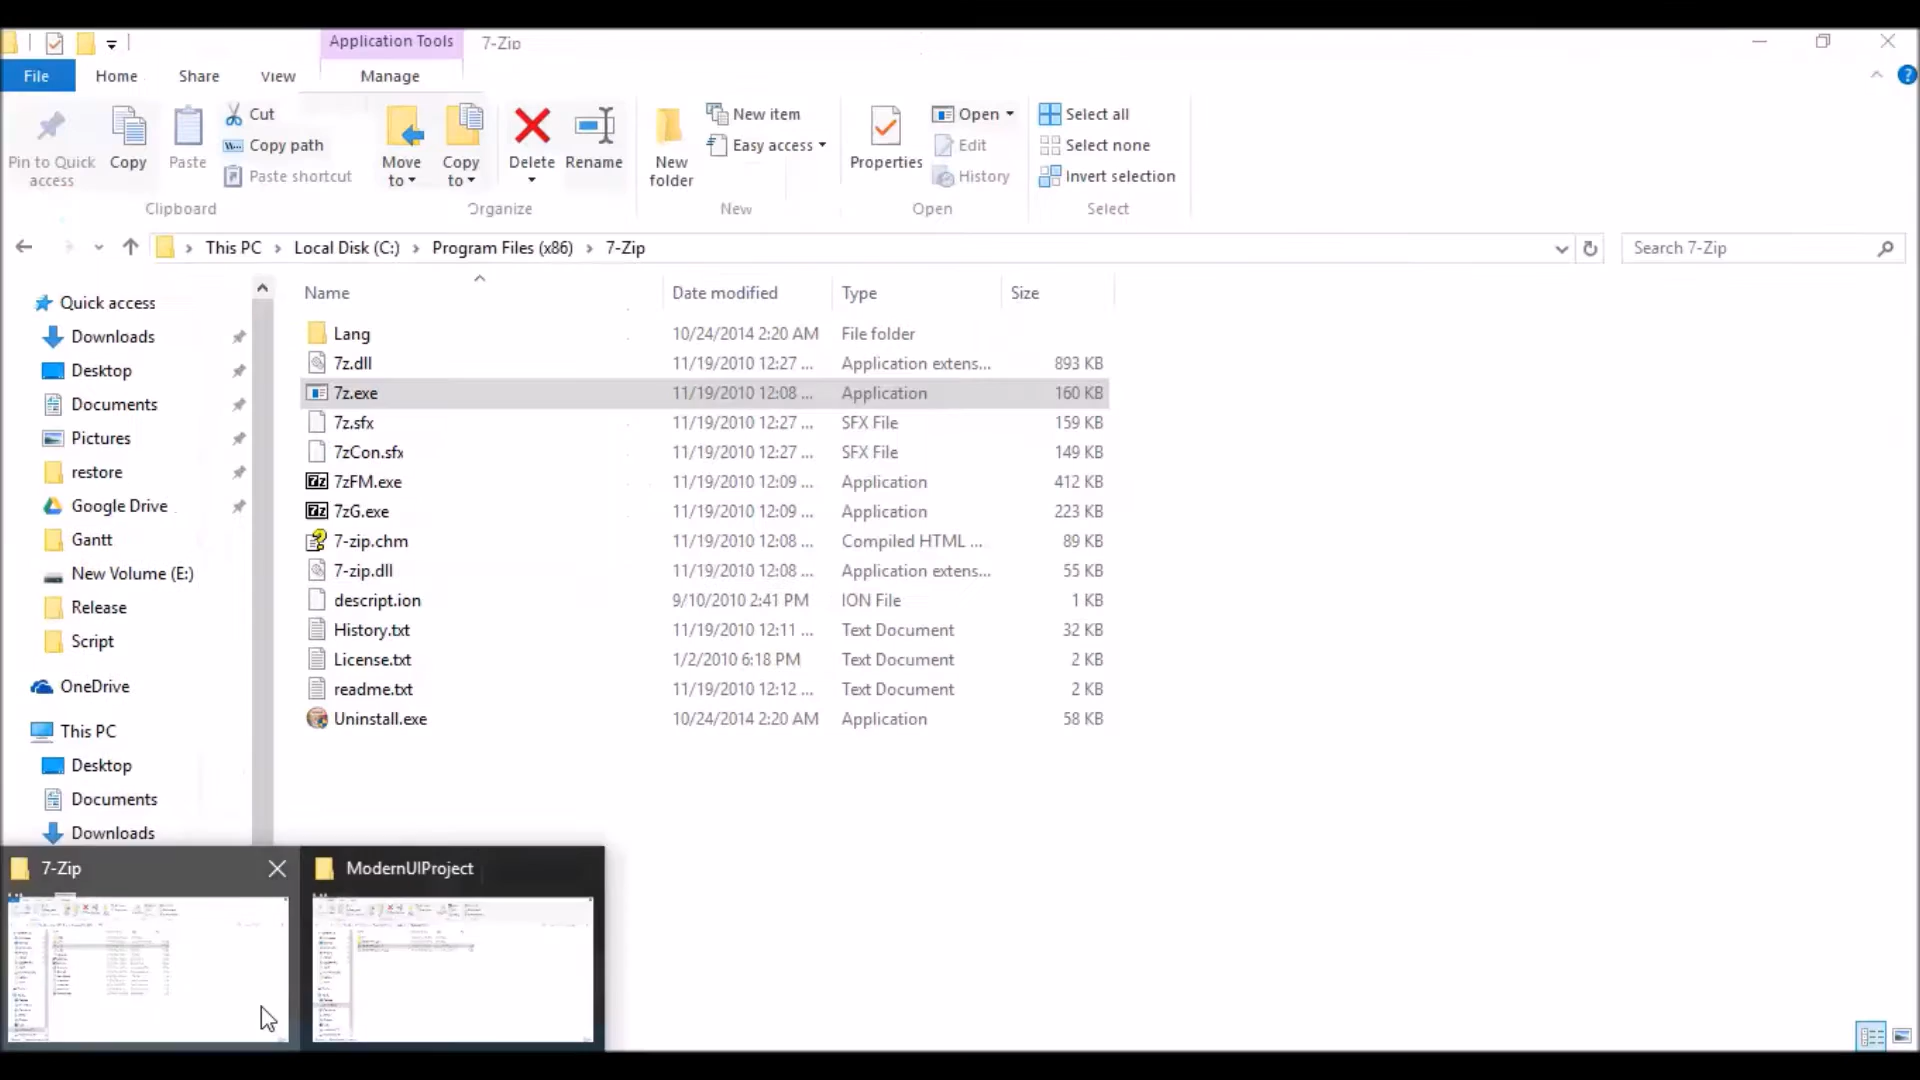 Application Tools 7-Zip
File Home Share View Manage
Pin to Quick access
Copy
Paste
Cut
Copy path
Paste shortcut
Clipboard
Move to
Copy to
Delete
Rename
Organize
New folder
New item
Easy access
New
Properties
Open
Edit
History
Open
Select all
Select none
Invert selection
Select
This PC Local Disk (C:) Program Files (x86) 7-Zip
Search 7-Zip
Quick access
Downloads
Desktop
Documents
Pictures
restore
Google Drive
Gantt
New Volume (E:)
Release
Script
OneDrive
This PC
Desktop
Documents
Downloads
Name Date modified Type Size
Lang 10/24/2014 2:20 AM File folder
7z.dll 11/19/2010 12:27 ... Application extens... 893 KB
7z.exe 11/19/2010 12:08 ... Application 160 KB
7z.sfx 11/19/2010 12:27 ... SFX File 159 KB
7zCon.sfx 11/19/2010 12:27 ... SFX File 149 KB
7zFM.exe 11/19/2010 12:09 ... Application 412 KB
7zG.exe 11/19/2010 12:09 ... Application 223 KB
7-zip.chm 11/19/2010 12:08 ... Compiled HTML ... 89 KB
7-zip.dll 11/19/2010 12:08 ... Application extens... 55 KB
descript.ion 9/10/2010 2:41 PM ION File 1 KB
History.txt 11/19/2010 12:11 ... Text Document 32 KB
License.txt 1/2/2010 6:18 PM Text Document 2 KB
readme.txt 11/19/2010 12:12 ... Text Document 2 KB
Uninstall.exe 10/24/2014 2:20 AM Application 58 KB
7-Zip
ModernUIProject